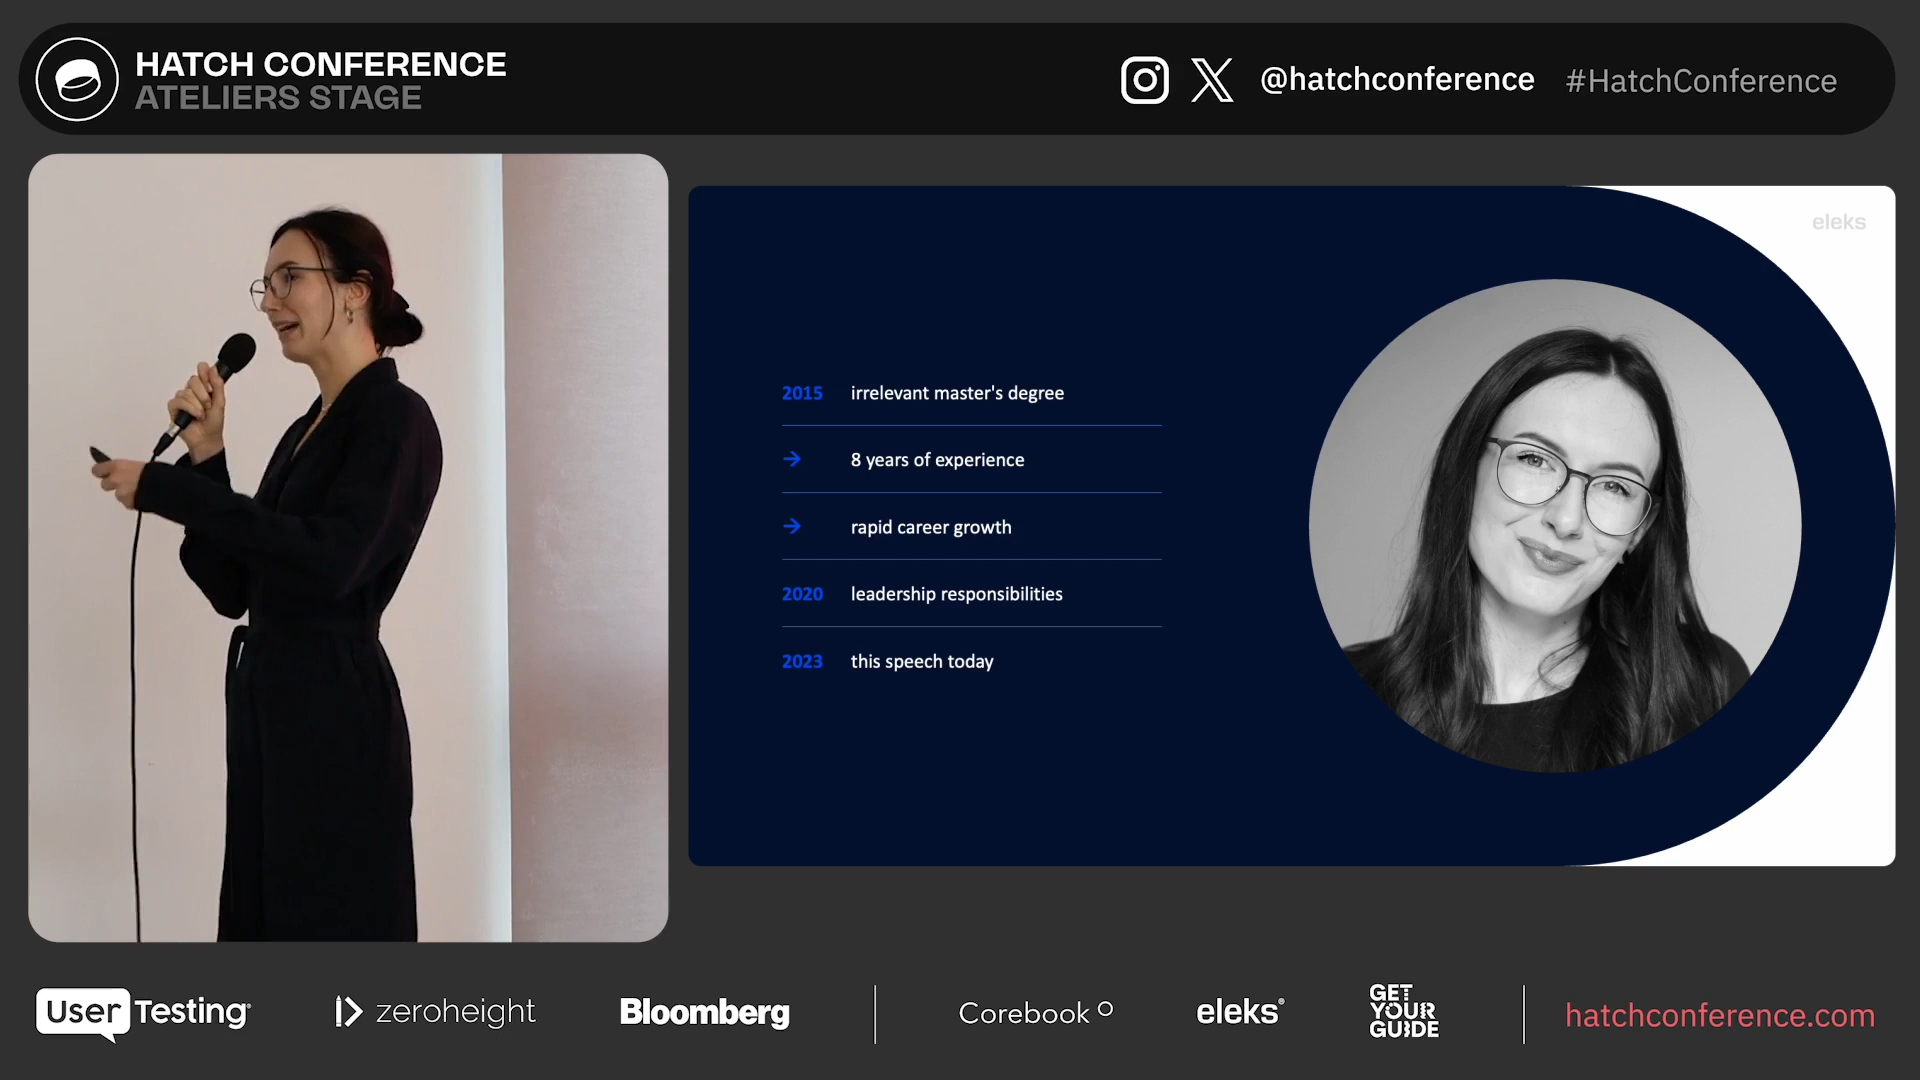 HATCH CONFERENCE
ATELIERS STAGE
@hatchconference #HatchConference
eleks
2015 irrelevant master's degree
→ 8 years of experience
→ rapid career growth
2020 leadership responsibilities
2023 this speech today
UserTesting®
zeroheight
Bloomberg
Corebook
eleks®
GET
YOUR
GUIDE
hatchconference.com